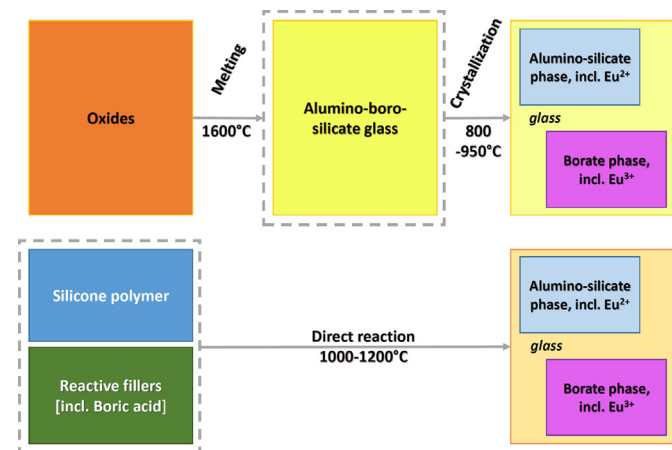 Oxides
Melting
1600°C
Alumino-boro-
silicate glass
Crystallization
800
-950°C
Alumino-silicate
phase, incl. Eu²⁺
glass
Borate phase,
incl. Eu³⁺
Silicone polymer
Reactive fillers
[incl. Boric acid]
Direct reaction
1000-1200°C
Alumino-silicate
phase, incl. Eu²⁺
glass
Borate phase,
incl. Eu³⁺